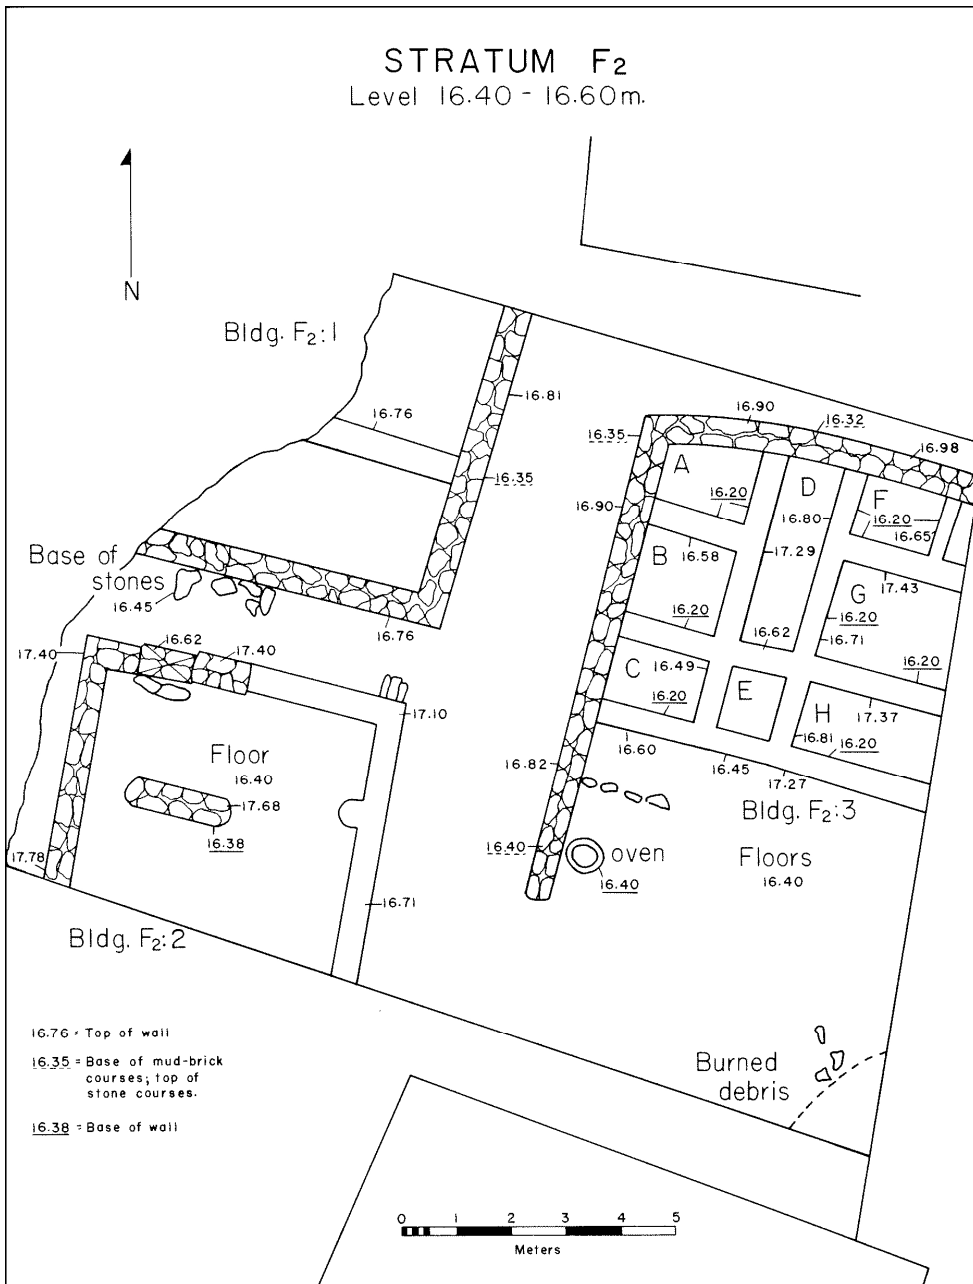 STRATUM F2
Level 16.40 - 16.60m.
N
Bldg. F2:1
16.76
16.81
16.35
Base of
stones
16.45
16.76
16.90
16.32
16.98
16.35
16.90
A
16.20
D
16.80
F
16.20
16.65
B
16.58
17.29
17.43
G
16.20
16.71
16.20
16.62
16.20
C
16.49
16.20
E
H
17.37
16.81
16.20
16.60
16.45
17.27
16.82
Bldg. F2:3
16.40
oven
16.40
Floors
16.40
17.40
16.62
17.40
17.10
Floor
16.40
17.68
16.38
17.78
16.71
Bldg. F2:2
16.76 = Top of wall
16.35 = Base of mud-brick
courses; top of
stone courses.
16.38 = Base of wall
Burned
debris
0 1 2 3 4 5
Meters